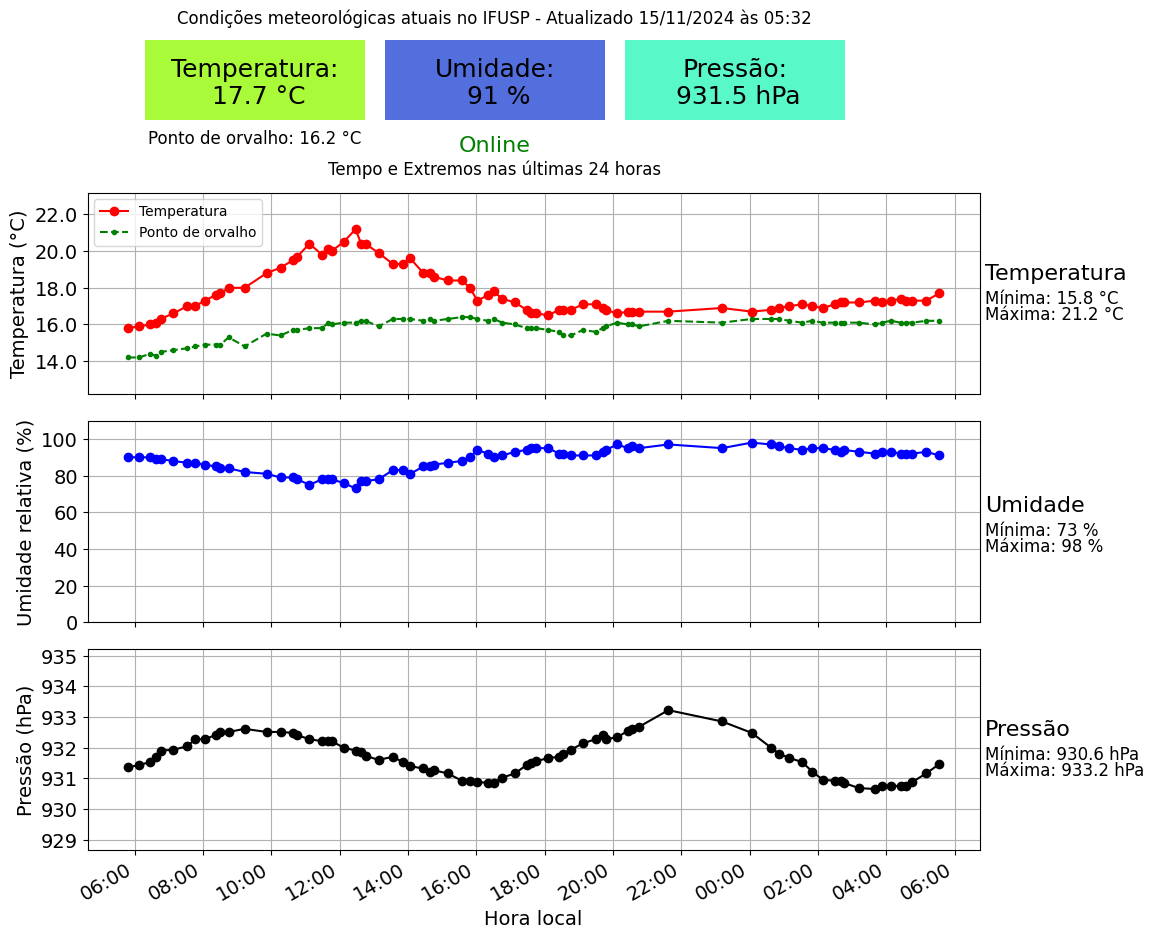 Condições meteorológicas atuais no IFUSP - Atualizado 15/11/2024 às 05:32
Temperatura:
17.7 °C
Umidade:
91 %
Pressão:
931.5 hPa
Ponto de orvalho: 16.2 °C
Online
Tempo e Extremos nas últimas 24 horas
Temperatura (°C)
22.0
20.0
18.0
16.0
14.0
Temperatura
Ponto de orvalho
Temperatura
Mínima: 15.8 °C
Máxima: 21.2 °C
Umidade relativa (%)
100
80
60
40
20
0
Umidade
Mínima: 73 %
Máxima: 98 %
Pressão (hPa)
935
934
933
932
931
930
929
Pressão
Mínima: 930.6 hPa
Máxima: 933.2 hPa
06:00 08:00 10:00 12:00 14:00 16:00 18:00 20:00 22:00 00:00 02:00 04:00 06:00
Hora local